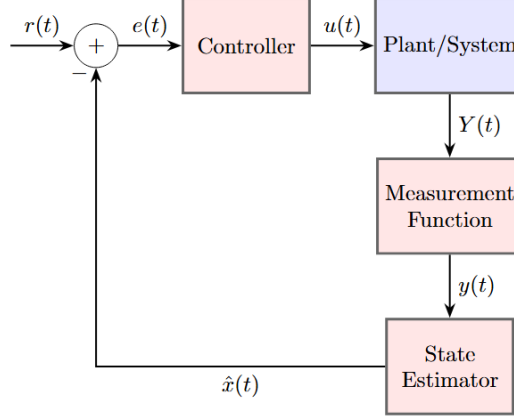 r(t)
+
−
e(t)
Controller
u(t)
Plant/System
Y(t)
Measurement
Function
y(t)
State
Estimator
x̂(t)